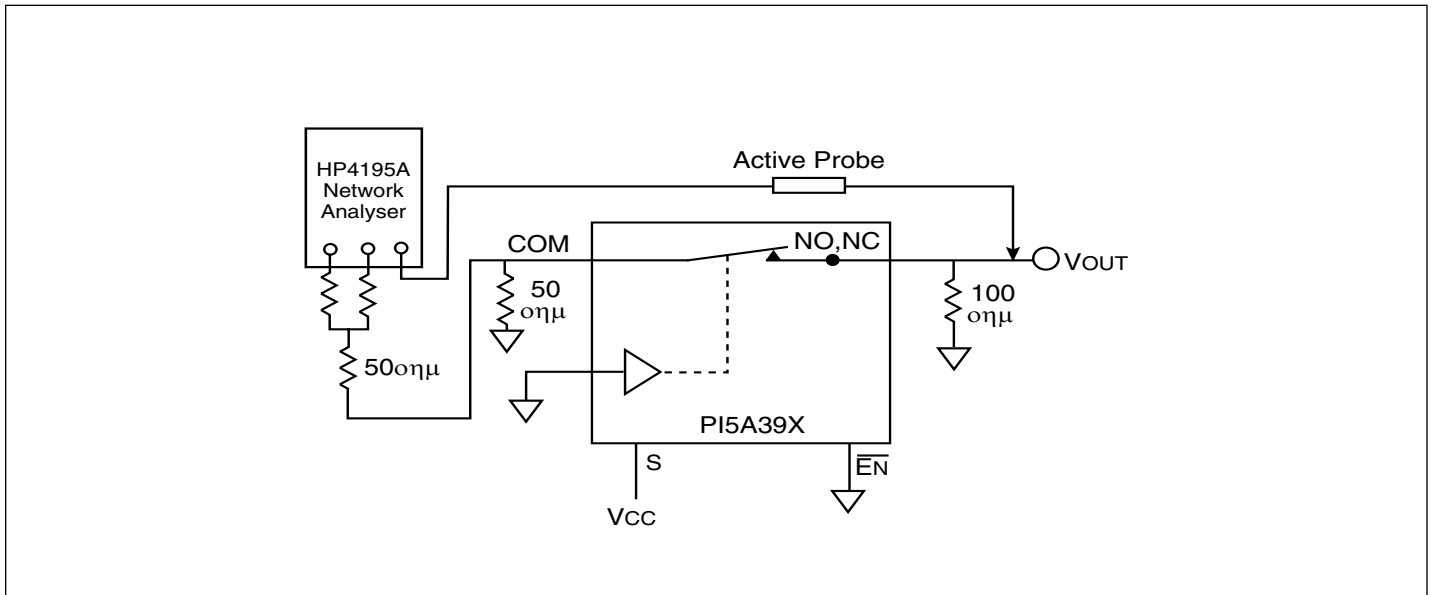 HP4195A
Network
Analyser
Active Probe
COM
NO,NC
VOUT
50
οημ
100
οημ
50οημ
PI5A39X
S
EN
VCC